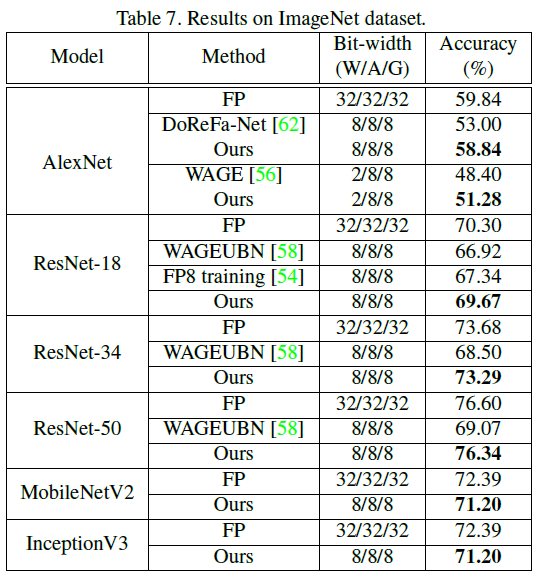 Table 7. Results on ImageNet dataset.
Model Method Bit-width (W/A/G) Accuracy (%)
AlexNet FP 32/32/32 59.84
DoReFa-Net [62] 8/8/8 53.00
Ours 8/8/8 58.84
WAGE [56] 2/8/8 48.40
Ours 2/8/8 51.28
ResNet-18 FP 32/32/32 70.30
WAGEUBN [58] 8/8/8 66.92
FP8 training [54] 8/8/8 67.34
Ours 8/8/8 69.67
ResNet-34 FP 32/32/32 73.68
WAGEUBN [58] 8/8/8 68.50
Ours 8/8/8 73.29
ResNet-50 FP 32/32/32 76.60
WAGEUBN [58] 8/8/8 69.07
Ours 8/8/8 76.34
MobileNetV2 FP 32/32/32 72.39
Ours 8/8/8 71.20
InceptionV3 FP 32/32/32 72.39
Ours 8/8/8 71.20